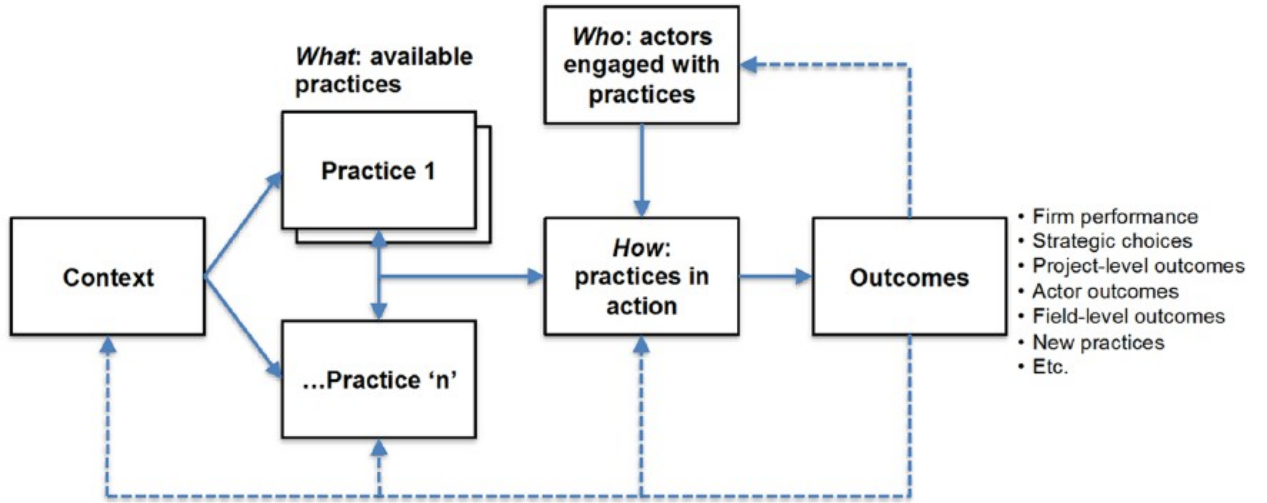 What: available
practices
Practice 1
Context
…Practice ‘n’
Who: actors
engaged with
practices
How:
practices in
action
Outcomes
• Firm performance
• Strategic choices
• Project-level outcomes
• Actor outcomes
• Field-level outcomes
• New practices
• Etc.